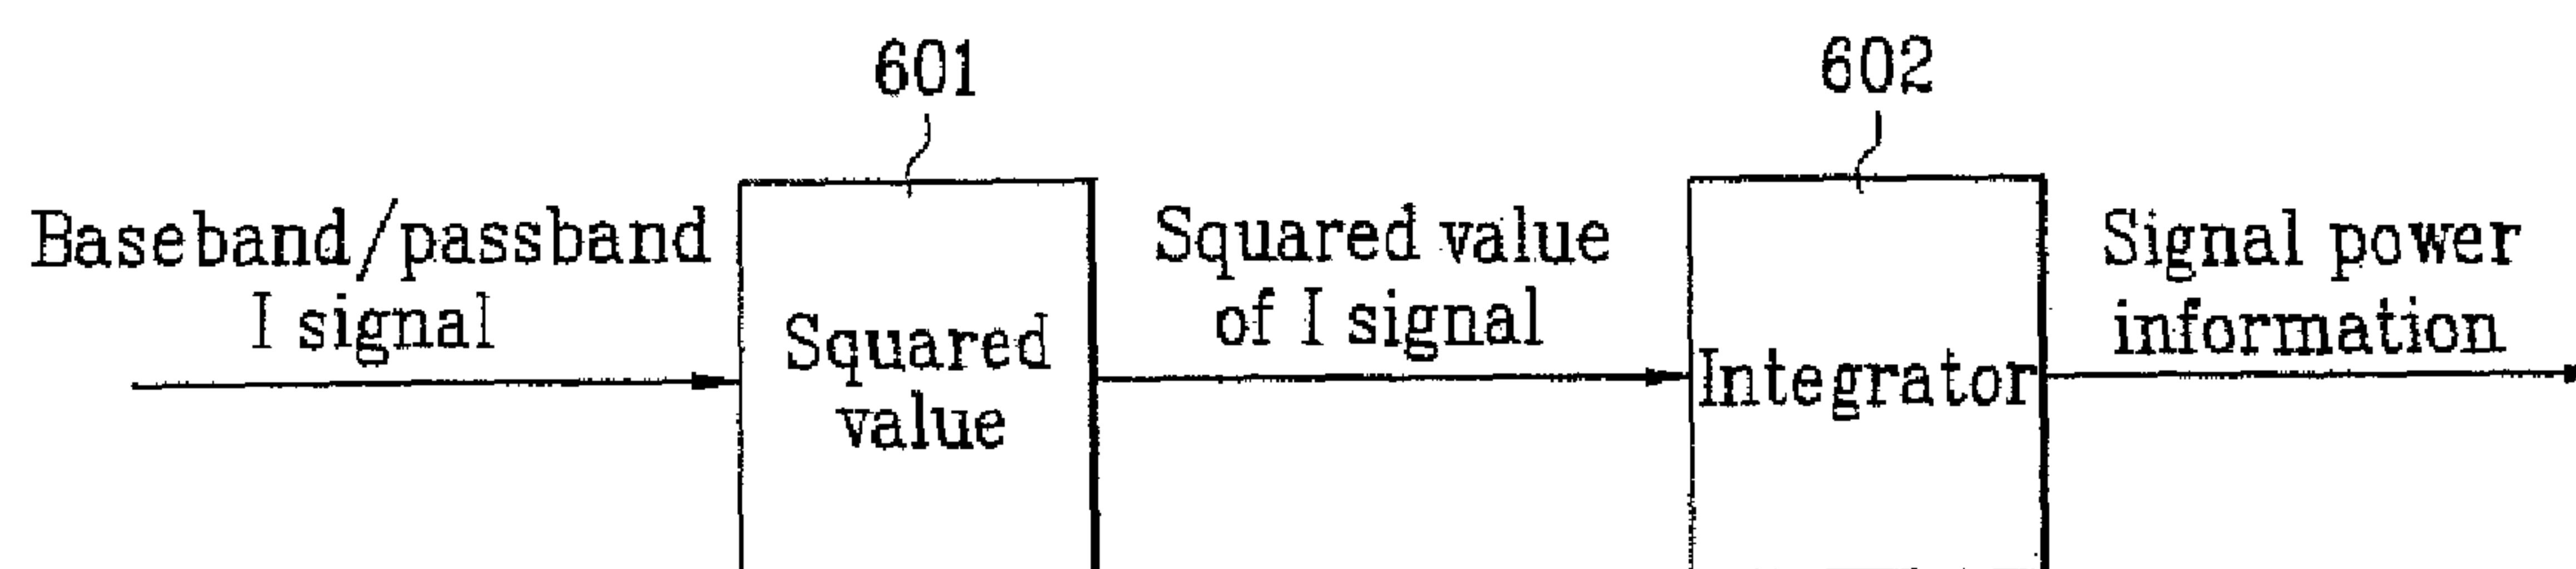 601
602
Baseband/passband
I signal
Squared
value
Squared value
of I signal
Integrator
Signal power
information